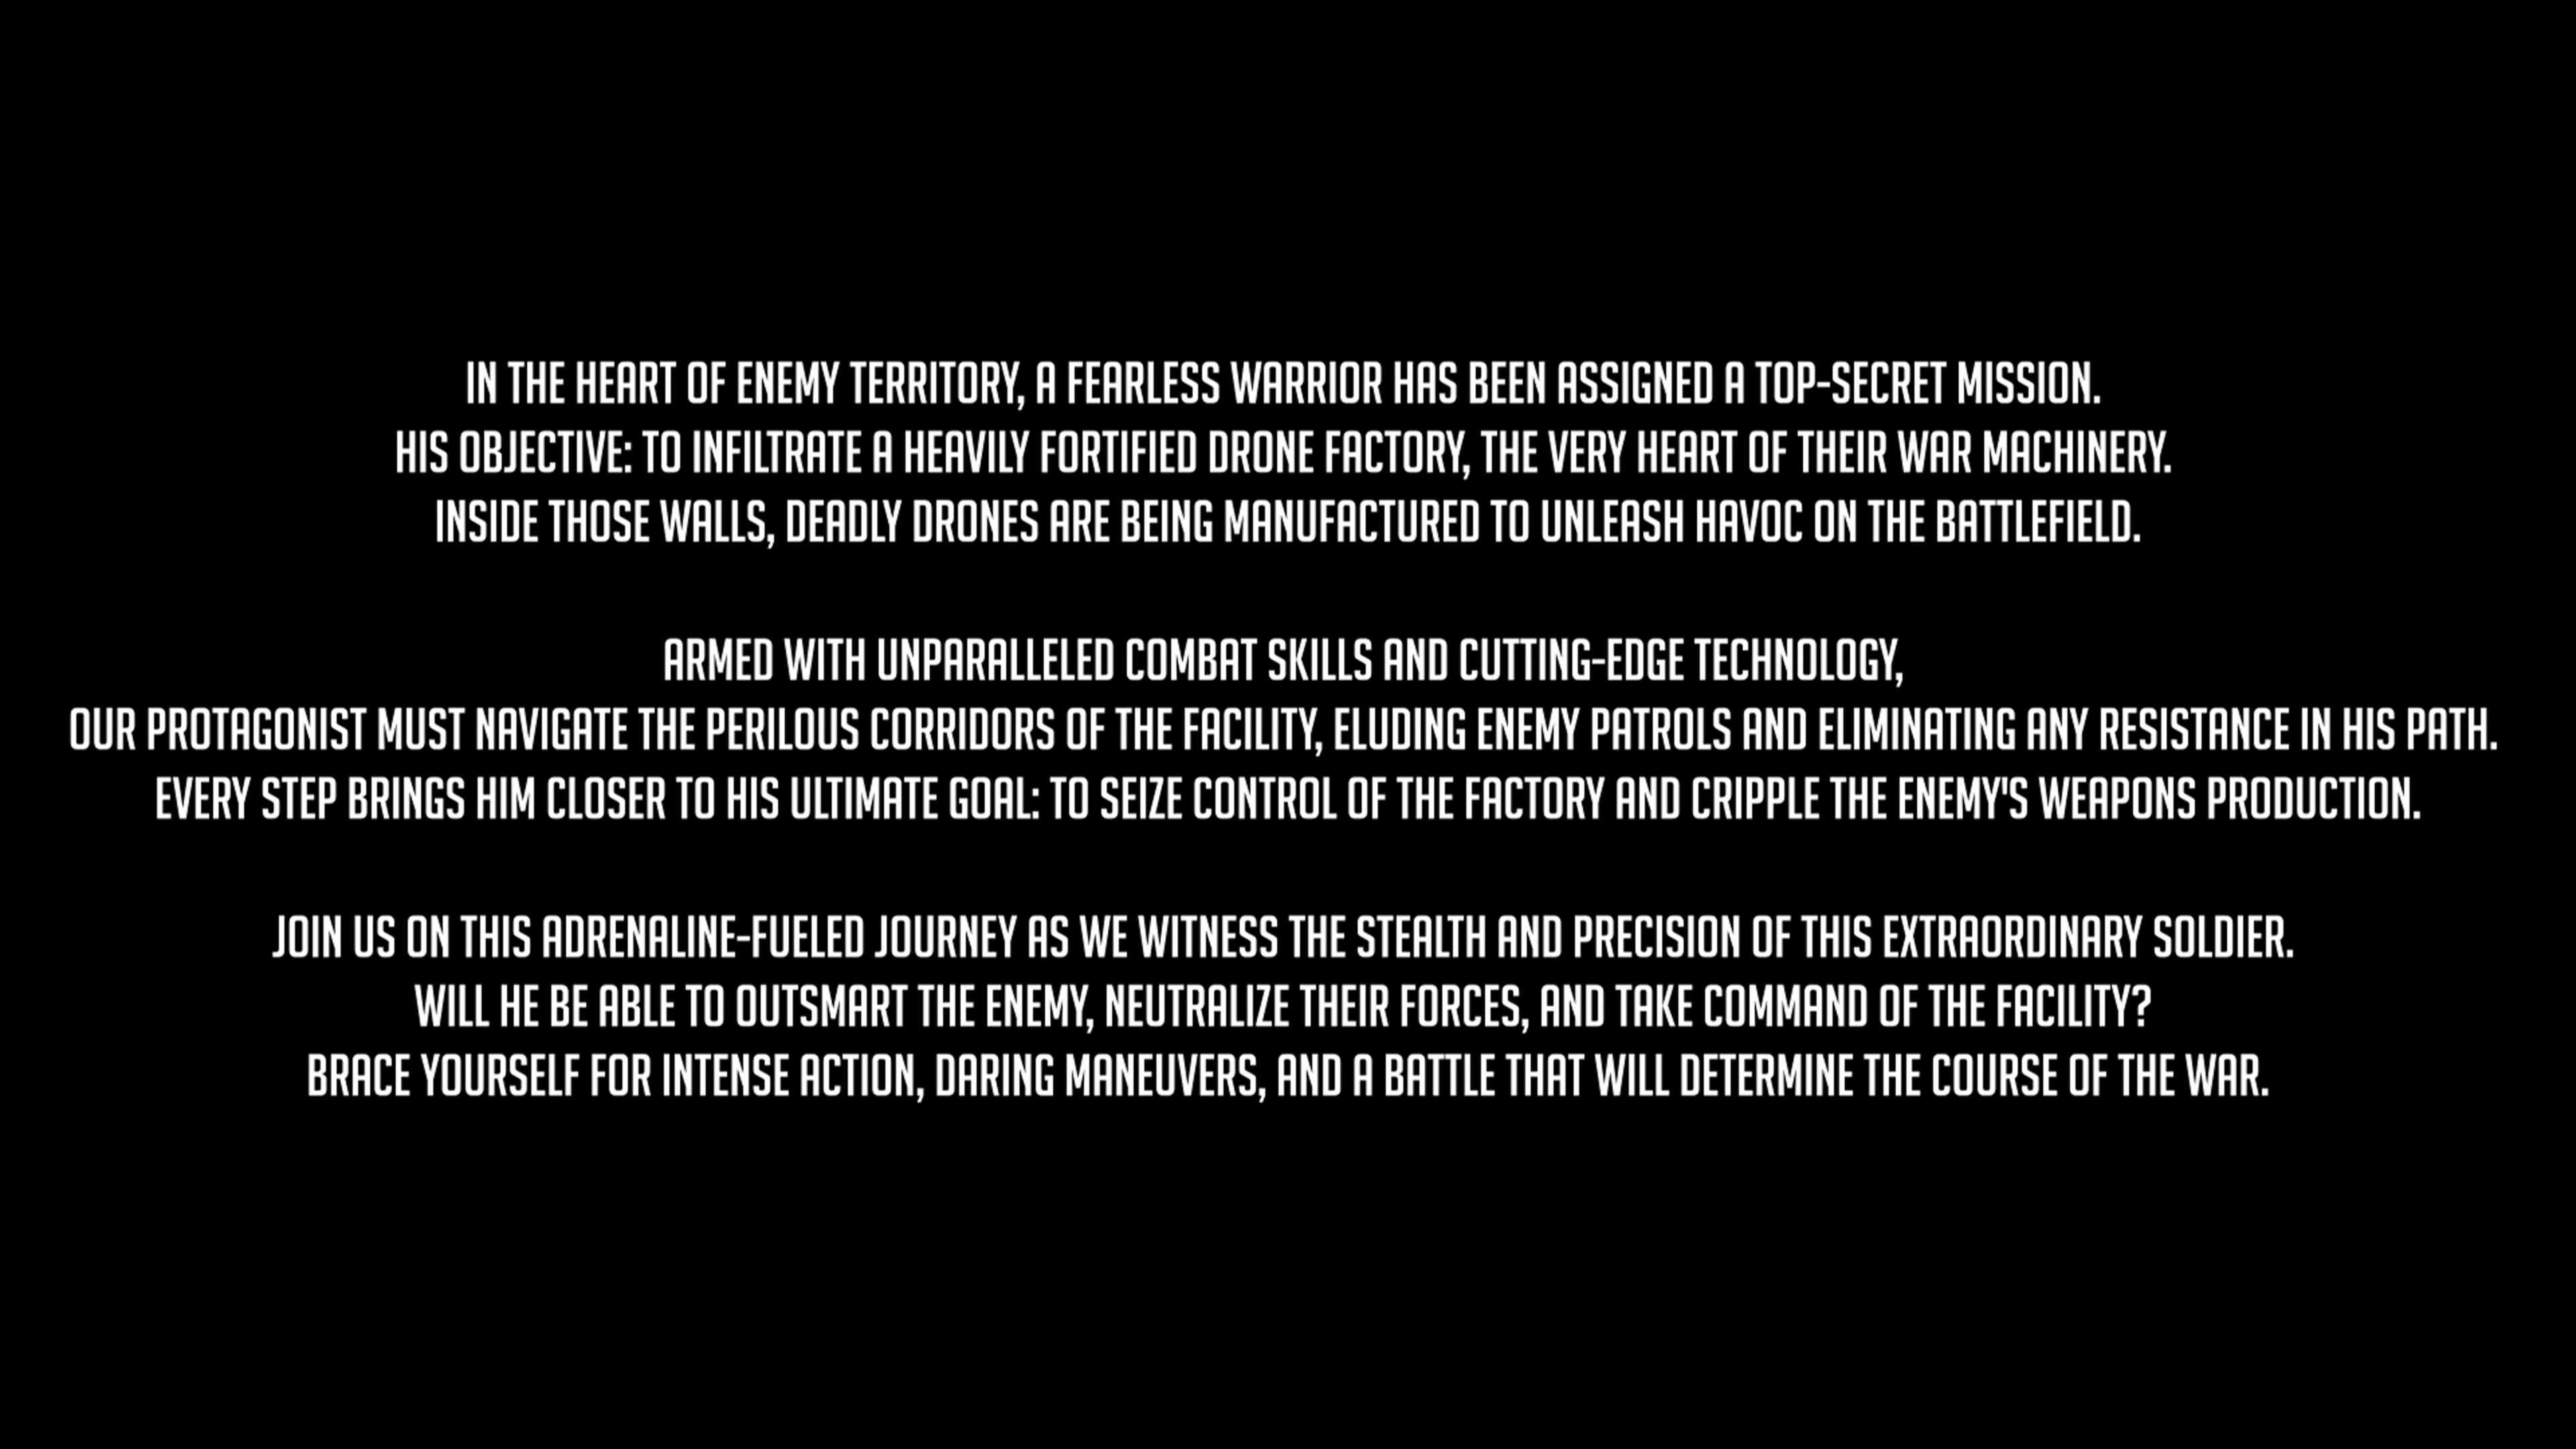 IN THE HEART OF ENEMY TERRITORY, A FEARLESS WARRIOR HAS BEEN ASSIGNED A TOP-SECRET MISSION.
HIS OBJECTIVE: TO INFILTRATE A HEAVILY FORTIFIED DRONE FACTORY, THE VERY HEART OF THEIR WAR MACHINERY.
INSIDE THOSE WALLS, DEADLY DRONES ARE BEING MANUFACTURED TO UNLEASH HAVOC ON THE BATTLEFIELD.
ARMED WITH UNPARALLELED COMBAT SKILLS AND CUTTING-EDGE TECHNOLOGY,
OUR PROTAGONIST MUST NAVIGATE THE PERILOUS CORRIDORS OF THE FACILITY, ELUDING ENEMY PATROLS AND ELIMINATING ANY RESISTANCE IN HIS PATH.
EVERY STEP BRINGS HIM CLOSER TO HIS ULTIMATE GOAL: TO SEIZE CONTROL OF THE FACTORY AND CRIPPLE THE ENEMY'S WEAPONS PRODUCTION.
JOIN US ON THIS ADRENALINE-FUELED JOURNEY AS WE WITNESS THE STEALTH AND PRECISION OF THIS EXTRAORDINARY SOLDIER.
WILL HE BE ABLE TO OUTSMART THE ENEMY, NEUTRALIZE THEIR FORCES, AND TAKE COMMAND OF THE FACILITY?
BRACE YOURSELF FOR INTENSE ACTION, DARING MANEUVERS, AND A BATTLE THAT WILL DETERMINE THE COURSE OF THE WAR.